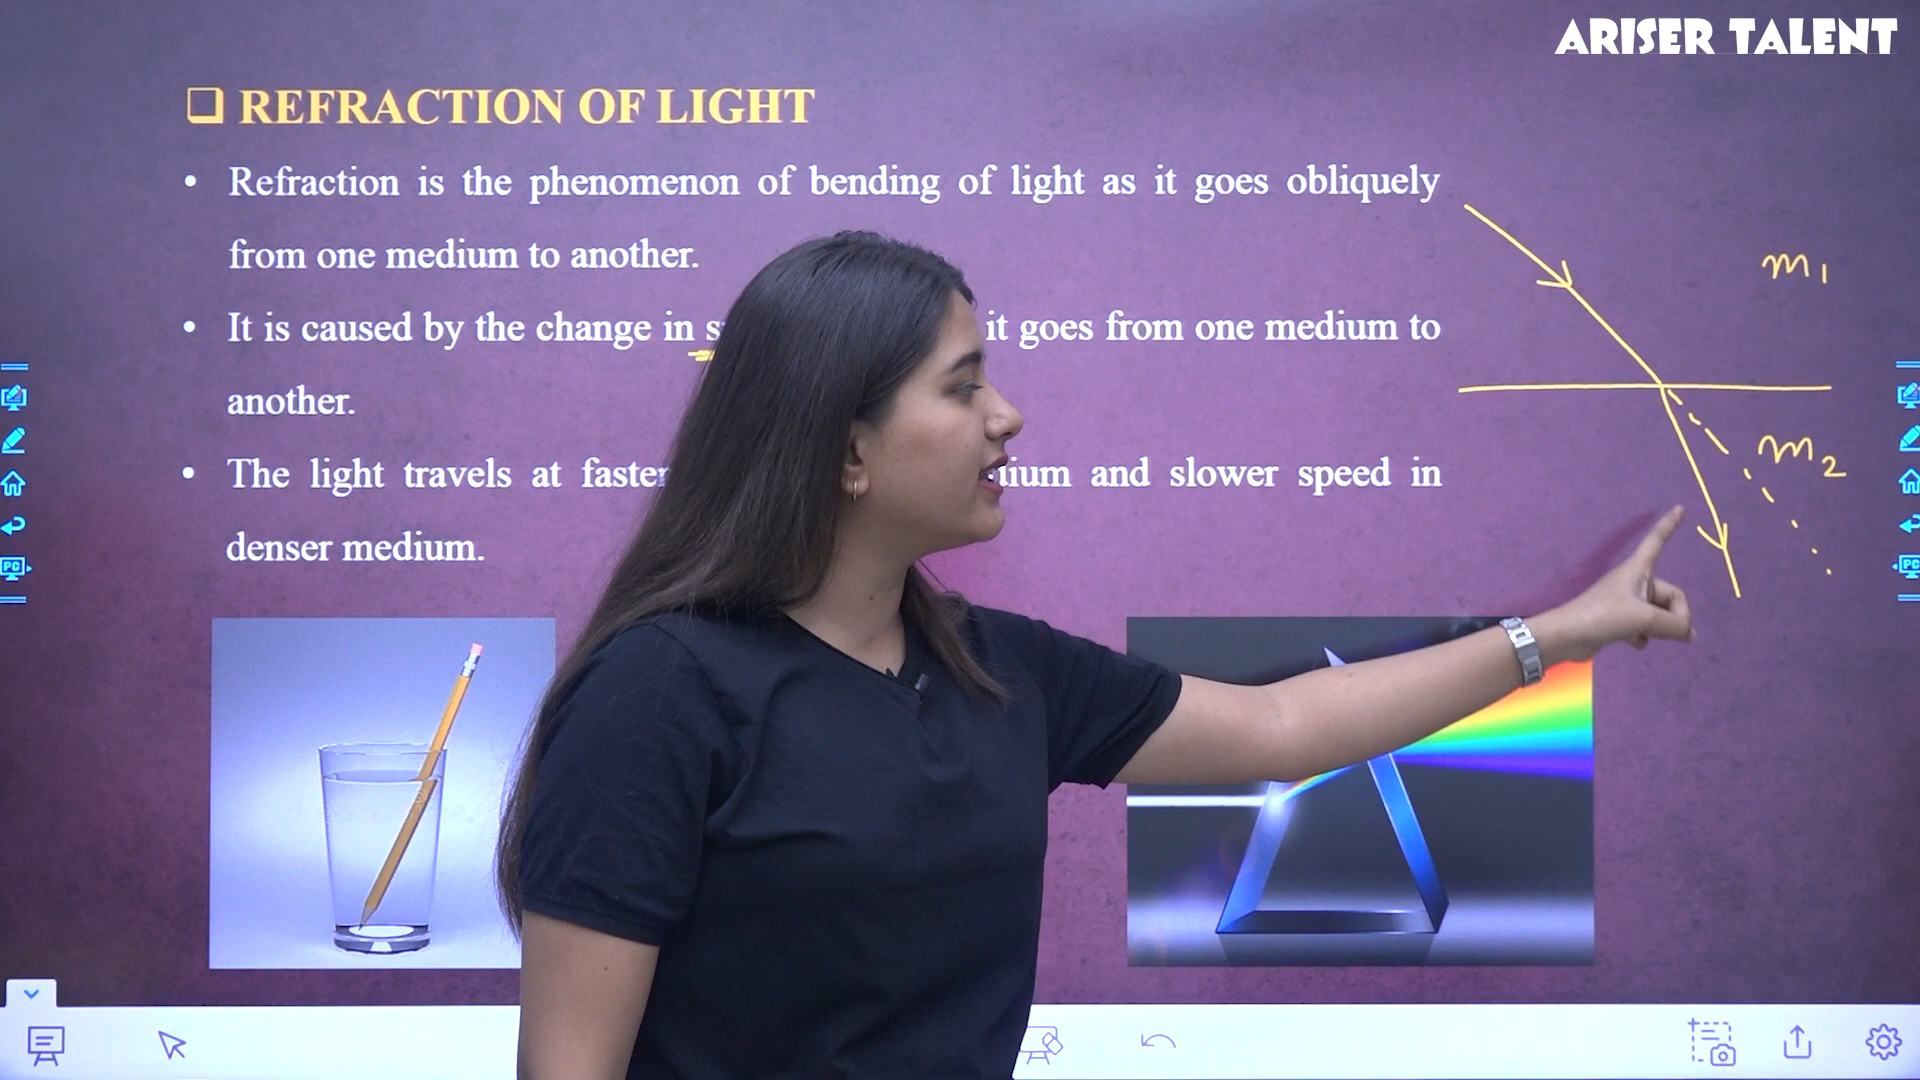 ARISER TALENT
❑ REFRACTION OF LIGHT
• Refraction is the phenomenon of bending of light as it goes obliquely
from one medium to another.
• It is caused by the change in it goes from one medium to
another.
• The light travels at faster and slower speed in
denser medium.
m1
m2
PC
PC